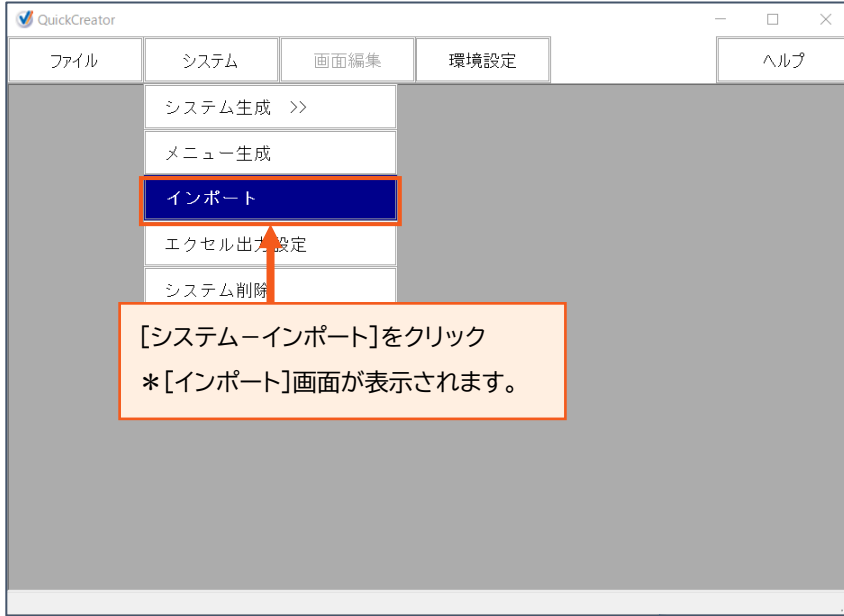 QuickCreator
ファイル システム 画面編集 環境設定 ヘルプ
システム生成 >>
メニュー生成
インポート
エクセル出力設定
システム削除
[システム－インポート]をクリック
＊[インポート]画面が表示されます。